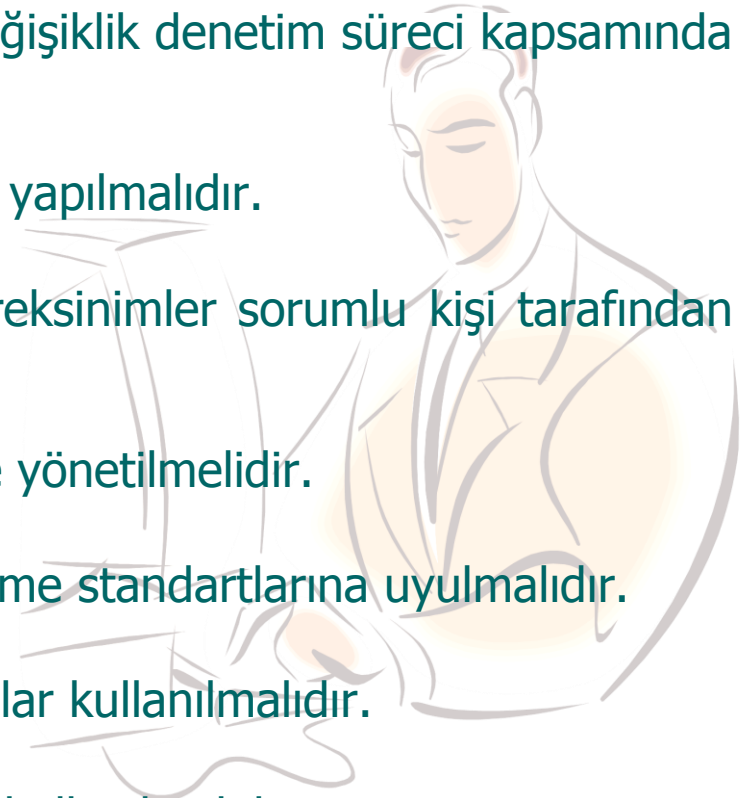 ğişiklik denetim süreci kapsamında
yapılmalıdır.
reksinimler sorumlu kişi tarafından
yönetilmelidir.
me standartlarına uyulmalıdır.
lar kullanılmalıdır.